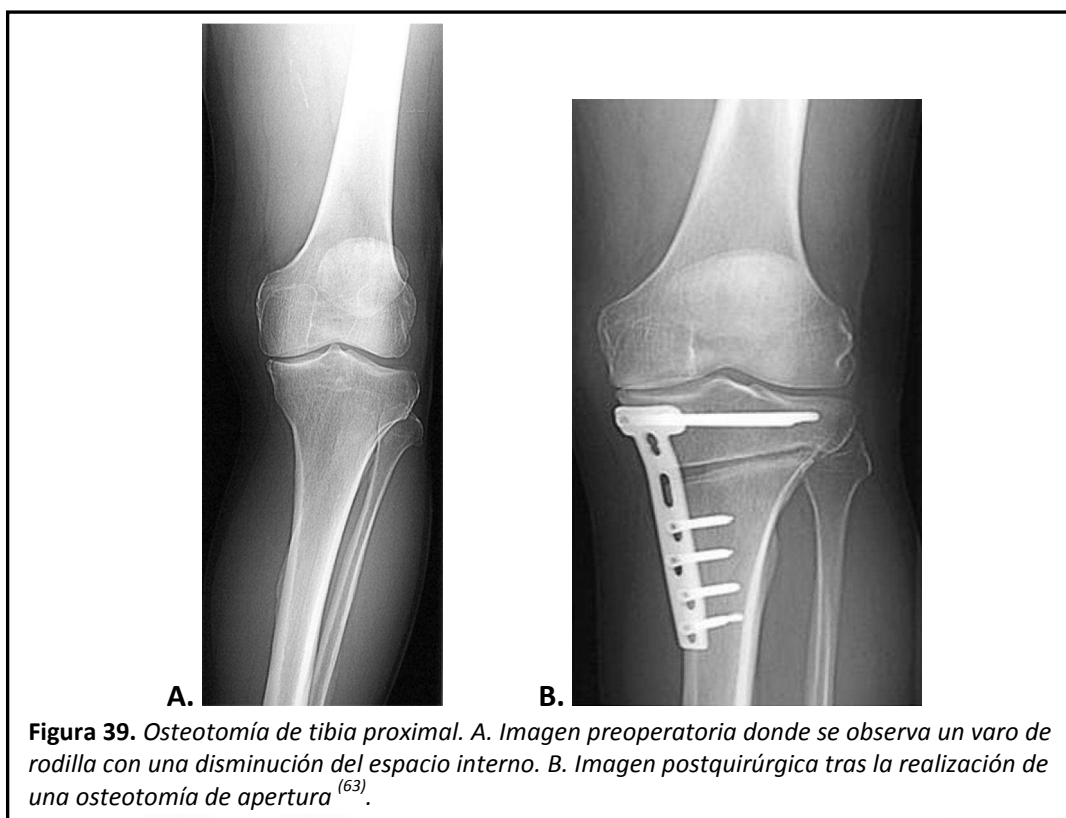 A.
B.
Figura 39. Osteotomía de tibia proximal. A. Imagen preoperatoria donde se observa un varo de
rodilla con una disminución del espacio interno. B. Imagen postquirúrgica tras la realización de
una osteotomía de apertura (63).